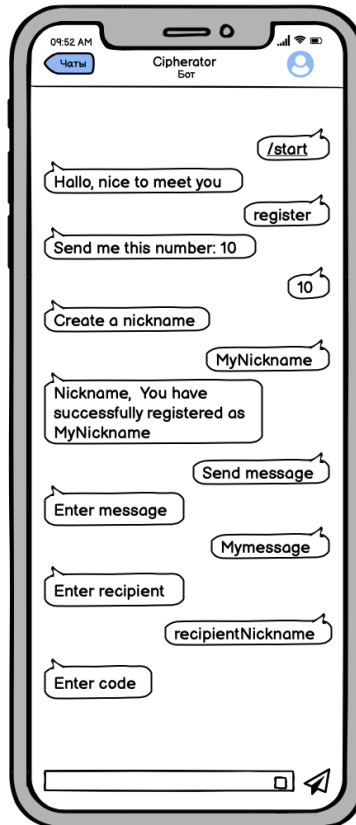 09:52 AM
Чаты
Cipherator
Бот
/start
Hallo, nice to meet you
register
Send me this number: 10
10
Create a nickname
MyNickname
Nickname, You have
successfully registered as
MyNickname
Send message
Enter message
Mymessage
Enter recipient
recipientNickname
Enter code